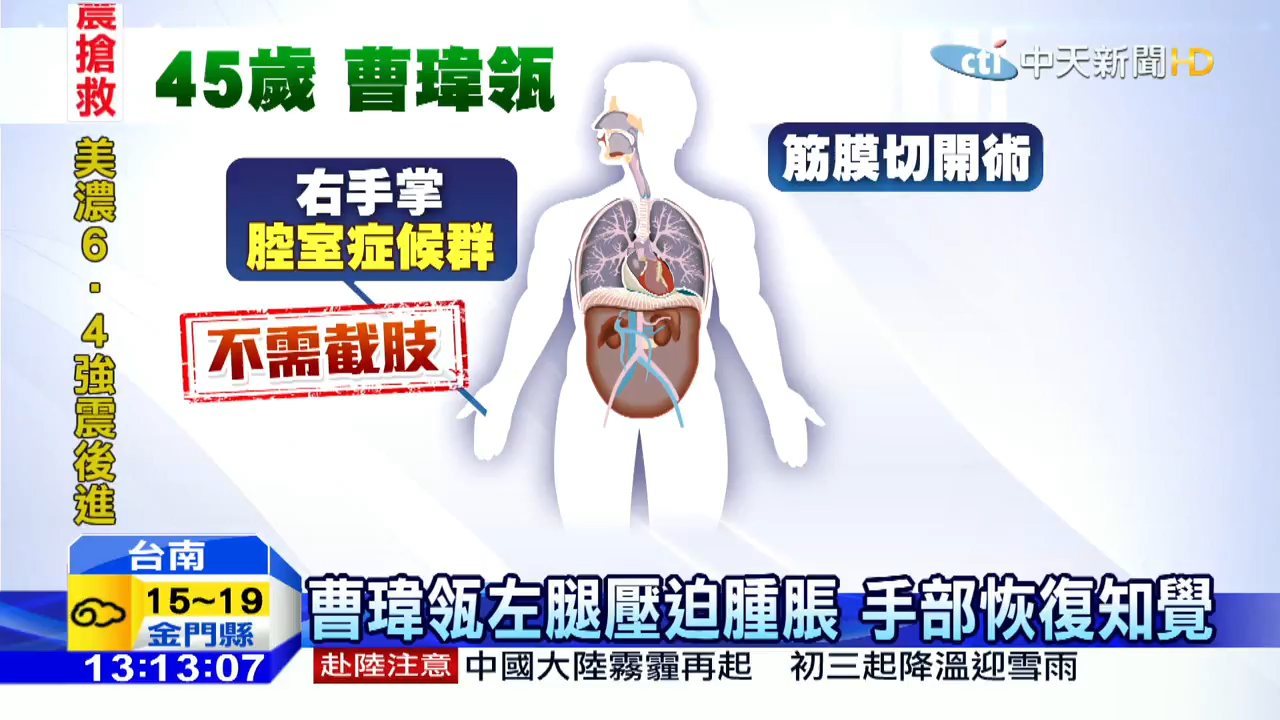 震搶救
美濃6.4強震後進
45歲 曹瑋瓴
cti 中天新聞HD
筋膜切開術
右手掌
腔室症候群
不需截肢
台南
15~19
金門縣
13:13:07
曹瑋瓴左腿壓迫腫脹 手部恢復知覺
赴陸注意 中國大陸霧霾再起 初三起降溫迎雪雨